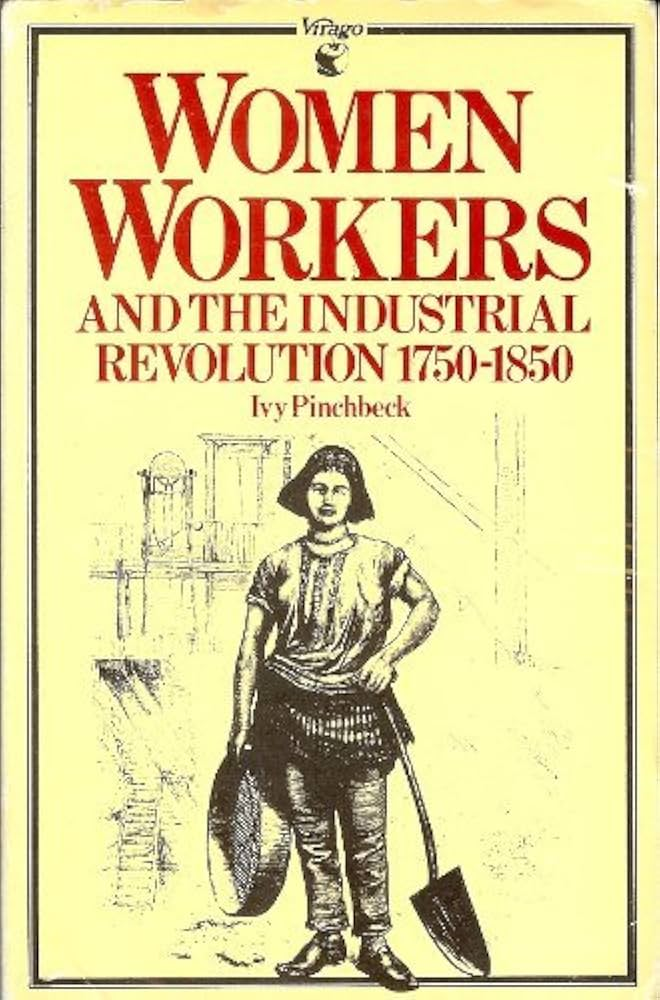 Virago
WOMEN
WORKERS
AND THE INDUSTRIAL
REVOLUTION 1750-1850
Ivy Pinchbeck